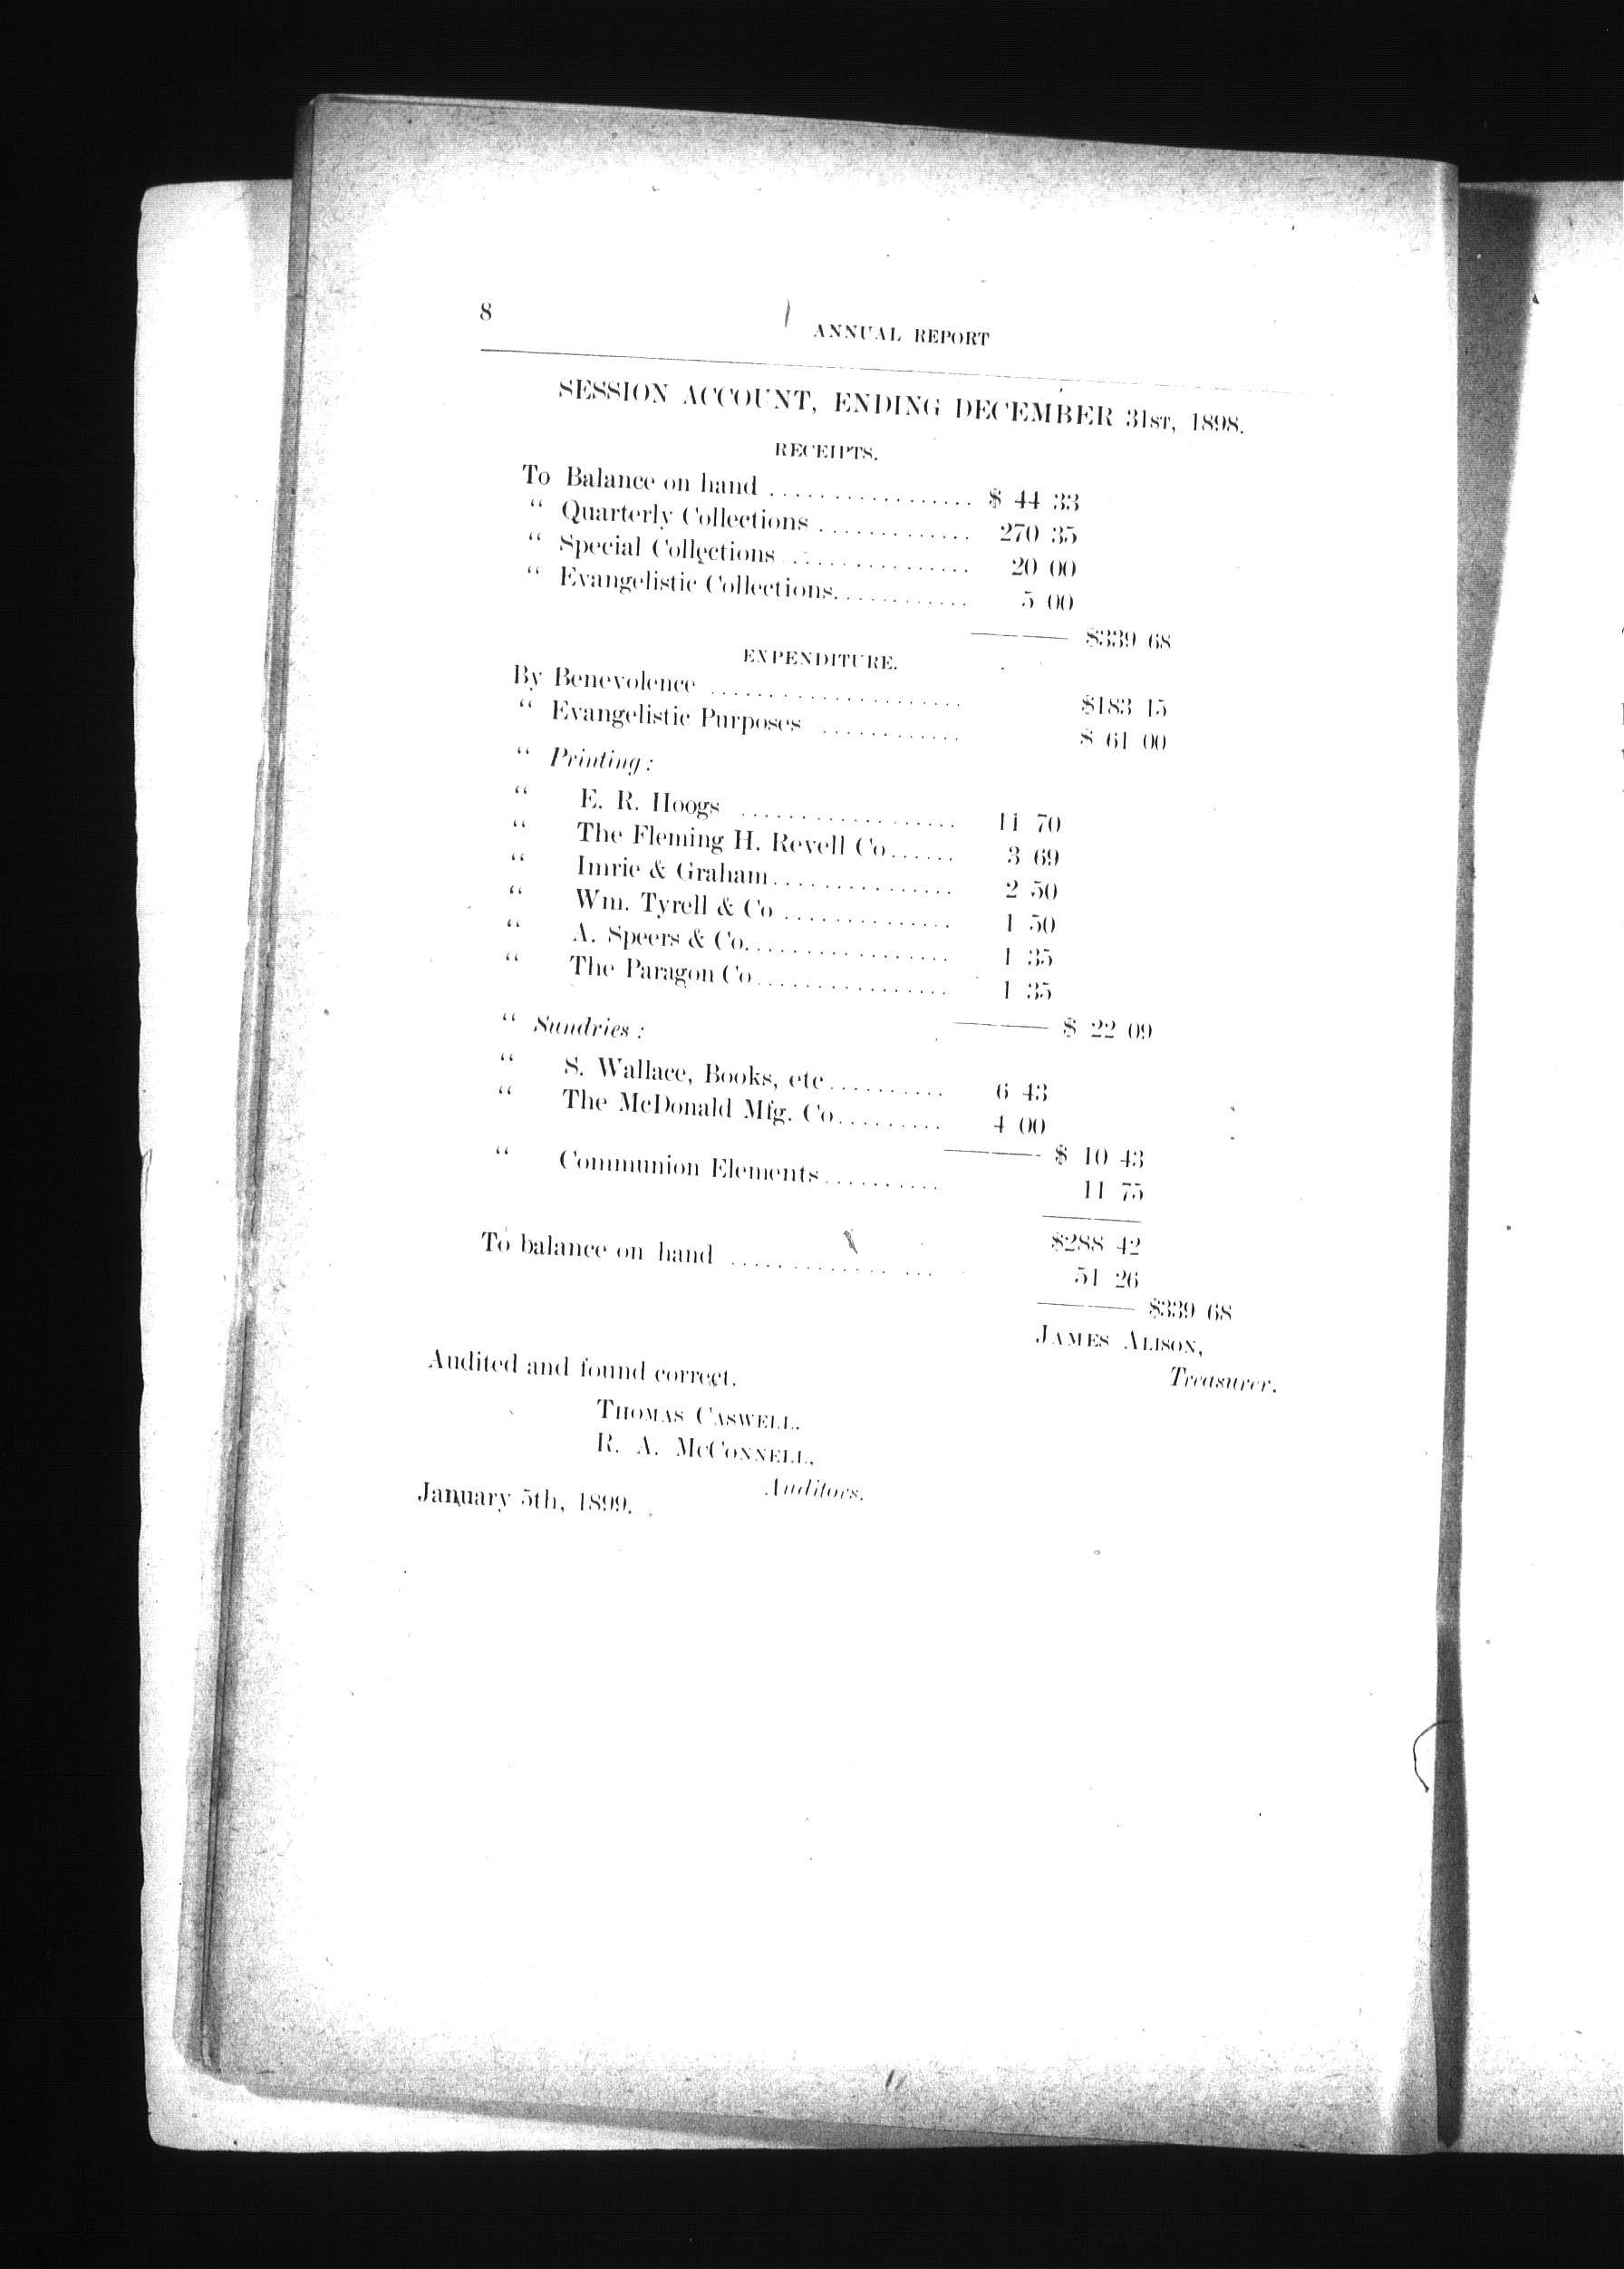 8
ANNUAL REPORT
SESSION ACCOUNT, ENDING DECEMBER 31ST, 1898.
RECEIPTS.
To Balance on hand ................. $ 44 33
“ Quarterly Collections ............. 270 35
“ Special Collections ................ 20 00
“ Evangelistic Collections............ 5 00
$339 68
EXPENDITURE.
By Benevolence ..................... $183 15
“ Evangelistic Purposes ............ $ 61 00
“ Printing:
“ E. R. Hoogs .................. 11 70
“ The Fleming H. Revell Co...... 3 69
“ Imrie & Graham............... 2 50
“ Wm. Tyrell & Co .............. 1 50
“ A. Speers & Co................. 1 35
“ The Paragon Co................ 1 35
$ 22 09
“ Sundries:
“ S. Wallace, Books, etc.......... 6 43
“ The McDonald Mfg. Co......... 4 00
$ 10 43
“ Communion Elements.......... 11 75
$288 42
To balance on hand ................ 51 26
$339 68
JAMES ALISON,
Treasurer.
Audited and found correct.
THOMAS CASWELL.
R. A. MCCONNELL,
Auditors.
January 5th, 1899.